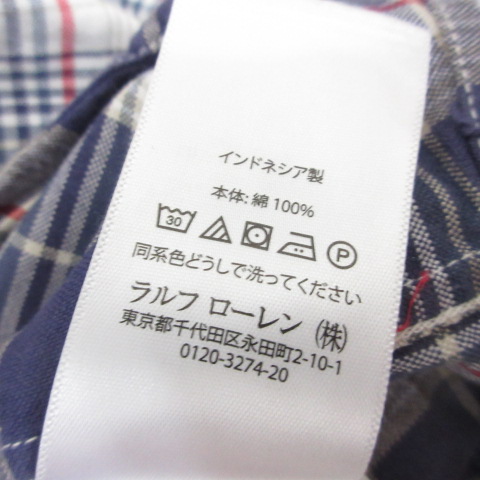 インドネシア製
本体: 綿 100%
30 P
同系色どうしで洗ってください
ラルフ ローレン (株)
東京都千代田区永田町2-10-1
0120-3274-20